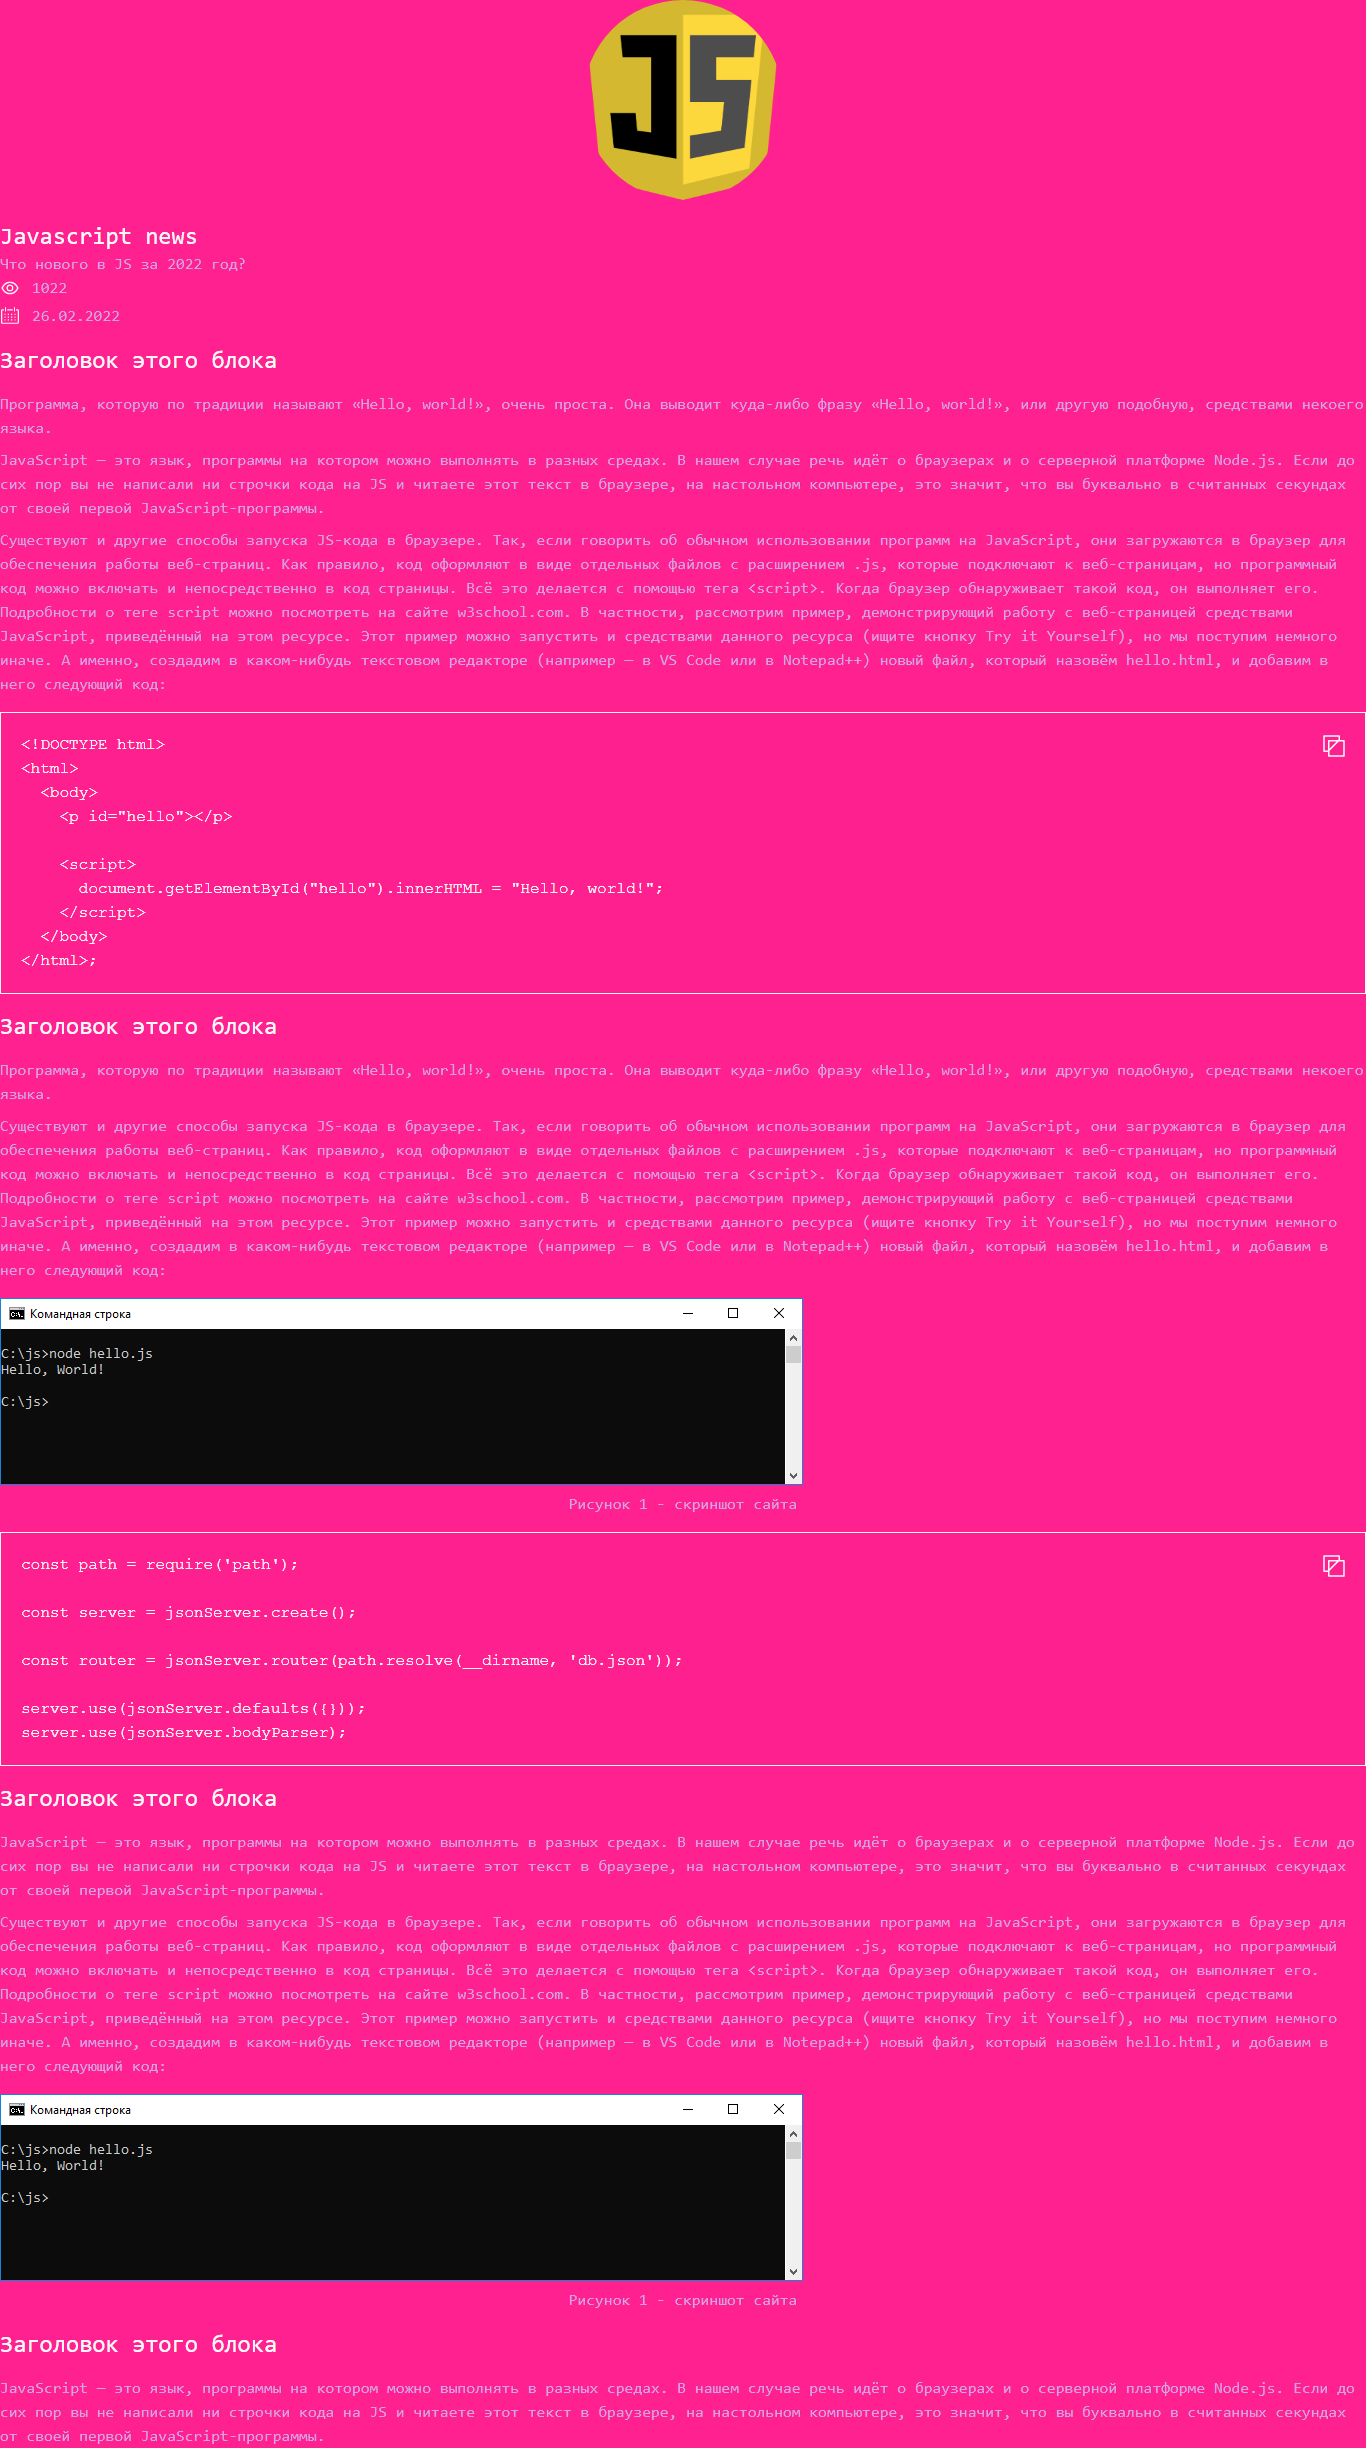 JS
Javascript news
Что нового в JS за 2022 год?
1022
26.02.2022
Заголовок этого блока
Программа, которую по традиции называют «Hello, world!», очень проста. Она выводит куда-либо фразу «Hello, world!», или другую подобную, средствами некоего
языка.
JavaScript — это язык, программы на котором можно выполнять в разных средах. В нашем случае речь идёт о браузерах и о серверной платформе Node.js. Если до
сих пор вы не написали ни строчки кода на JS и читаете этот текст в браузере, на настольном компьютере, это значит, что вы буквально в считанных секундах
от своей первой JavaScript-программы.
Существуют и другие способы запуска JS-кода в браузере. Так, если говорить об обычном использовании программ на JavaScript, они загружаются в браузер для
обеспечения работы веб-страниц. Как правило, код оформляют в виде отдельных файлов с расширением .js, которые подключают к веб-страницам, но программный
код можно включать и непосредственно в код страницы. Всё это делается с помощью тега <script>. Когда браузер обнаруживает такой код, он выполняет его.
Подробности о теге script можно посмотреть на сайте w3school.com. В частности, рассмотрим пример, демонстрирующий работу с веб-страницей средствами
JavaScript, приведённый на этом ресурсе. Этот пример можно запустить и средствами данного ресурса (ищите кнопку Try it Yourself), но мы поступим немного
иначе. А именно, создадим в каком-нибудь текстовом редакторе (например — в VS Code или в Notepad++) новый файл, который назовём hello.html, и добавим в
него следующий код:
<!DOCTYPE html>
<html>
  <body>
    <p id="hello"></p>
    <script>
      document.getElementById("hello").innerHTML = "Hello, world!";
    </script>
  </body>
</html>;
Заголовок этого блока
Программа, которую по традиции называют «Hello, world!», очень проста. Она выводит куда-либо фразу «Hello, world!», или другую подобную, средствами некоего
языка.
Существуют и другие способы запуска JS-кода в браузере. Так, если говорить об обычном использовании программ на JavaScript, они загружаются в браузер для
обеспечения работы веб-страниц. Как правило, код оформляют в виде отдельных файлов с расширением .js, которые подключают к веб-страницам, но программный
код можно включать и непосредственно в код страницы. Всё это делается с помощью тега <script>. Когда браузер обнаруживает такой код, он выполняет его.
Подробности о теге script можно посмотреть на сайте w3school.com. В частности, рассмотрим пример, демонстрирующий работу с веб-страницей средствами
JavaScript, приведённый на этом ресурсе. Этот пример можно запустить и средствами данного ресурса (ищите кнопку Try it Yourself), но мы поступим немного
иначе. А именно, создадим в каком-нибудь текстовом редакторе (например — в VS Code или в Notepad++) новый файл, который назовём hello.html, и добавим в
него следующий код:
Командная строка
C:\js>node hello.js
Hello, World!
C:\js>
Рисунок 1 - скриншот сайта
const path = require('path');
const server = jsonServer.create();
const router = jsonServer.router(path.resolve(__dirname, 'db.json'));
server.use(jsonServer.defaults({}));
server.use(jsonServer.bodyParser);
Заголовок этого блока
JavaScript — это язык, программы на котором можно выполнять в разных средах. В нашем случае речь идёт о браузерах и о серверной платформе Node.js. Если до
сих пор вы не написали ни строчки кода на JS и читаете этот текст в браузере, на настольном компьютере, это значит, что вы буквально в считанных секундах
от своей первой JavaScript-программы.
Существуют и другие способы запуска JS-кода в браузере. Так, если говорить об обычном использовании программ на JavaScript, они загружаются в браузер для
обеспечения работы веб-страниц. Как правило, код оформляют в виде отдельных файлов с расширением .js, которые подключают к веб-страницам, но программный
код можно включать и непосредственно в код страницы. Всё это делается с помощью тега <script>. Когда браузер обнаруживает такой код, он выполняет его.
Подробности о теге script можно посмотреть на сайте w3school.com. В частности, рассмотрим пример, демонстрирующий работу с веб-страницей средствами
JavaScript, приведённый на этом ресурсе. Этот пример можно запустить и средствами данного ресурса (ищите кнопку Try it Yourself), но мы поступим немного
иначе. А именно, создадим в каком-нибудь текстовом редакторе (например — в VS Code или в Notepad++) новый файл, который назовём hello.html, и добавим в
него следующий код:
Командная строка
C:\js>node hello.js
Hello, World!
C:\js>
Рисунок 1 - скриншот сайта
Заголовок этого блока
JavaScript — это язык, программы на котором можно выполнять в разных средах. В нашем случае речь идёт о браузерах и о серверной платформе Node.js. Если до
сих пор вы не написали ни строчки кода на JS и читаете этот текст в браузере, на настольном компьютере, это значит, что вы буквально в считанных секундах
от своей первой JavaScript-программы.